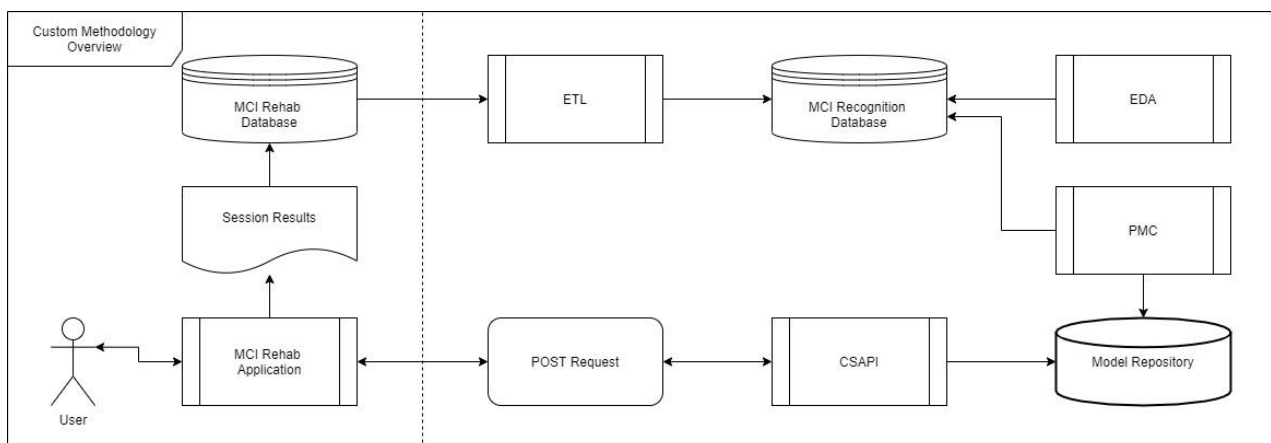 Custom Methodology
Overview
MCI Rehab
Database
ETL
MCI Recognition
Database
EDA
Session Results
PMC
MCI Rehab
Application
POST Request
CSAPI
Model Repository
User